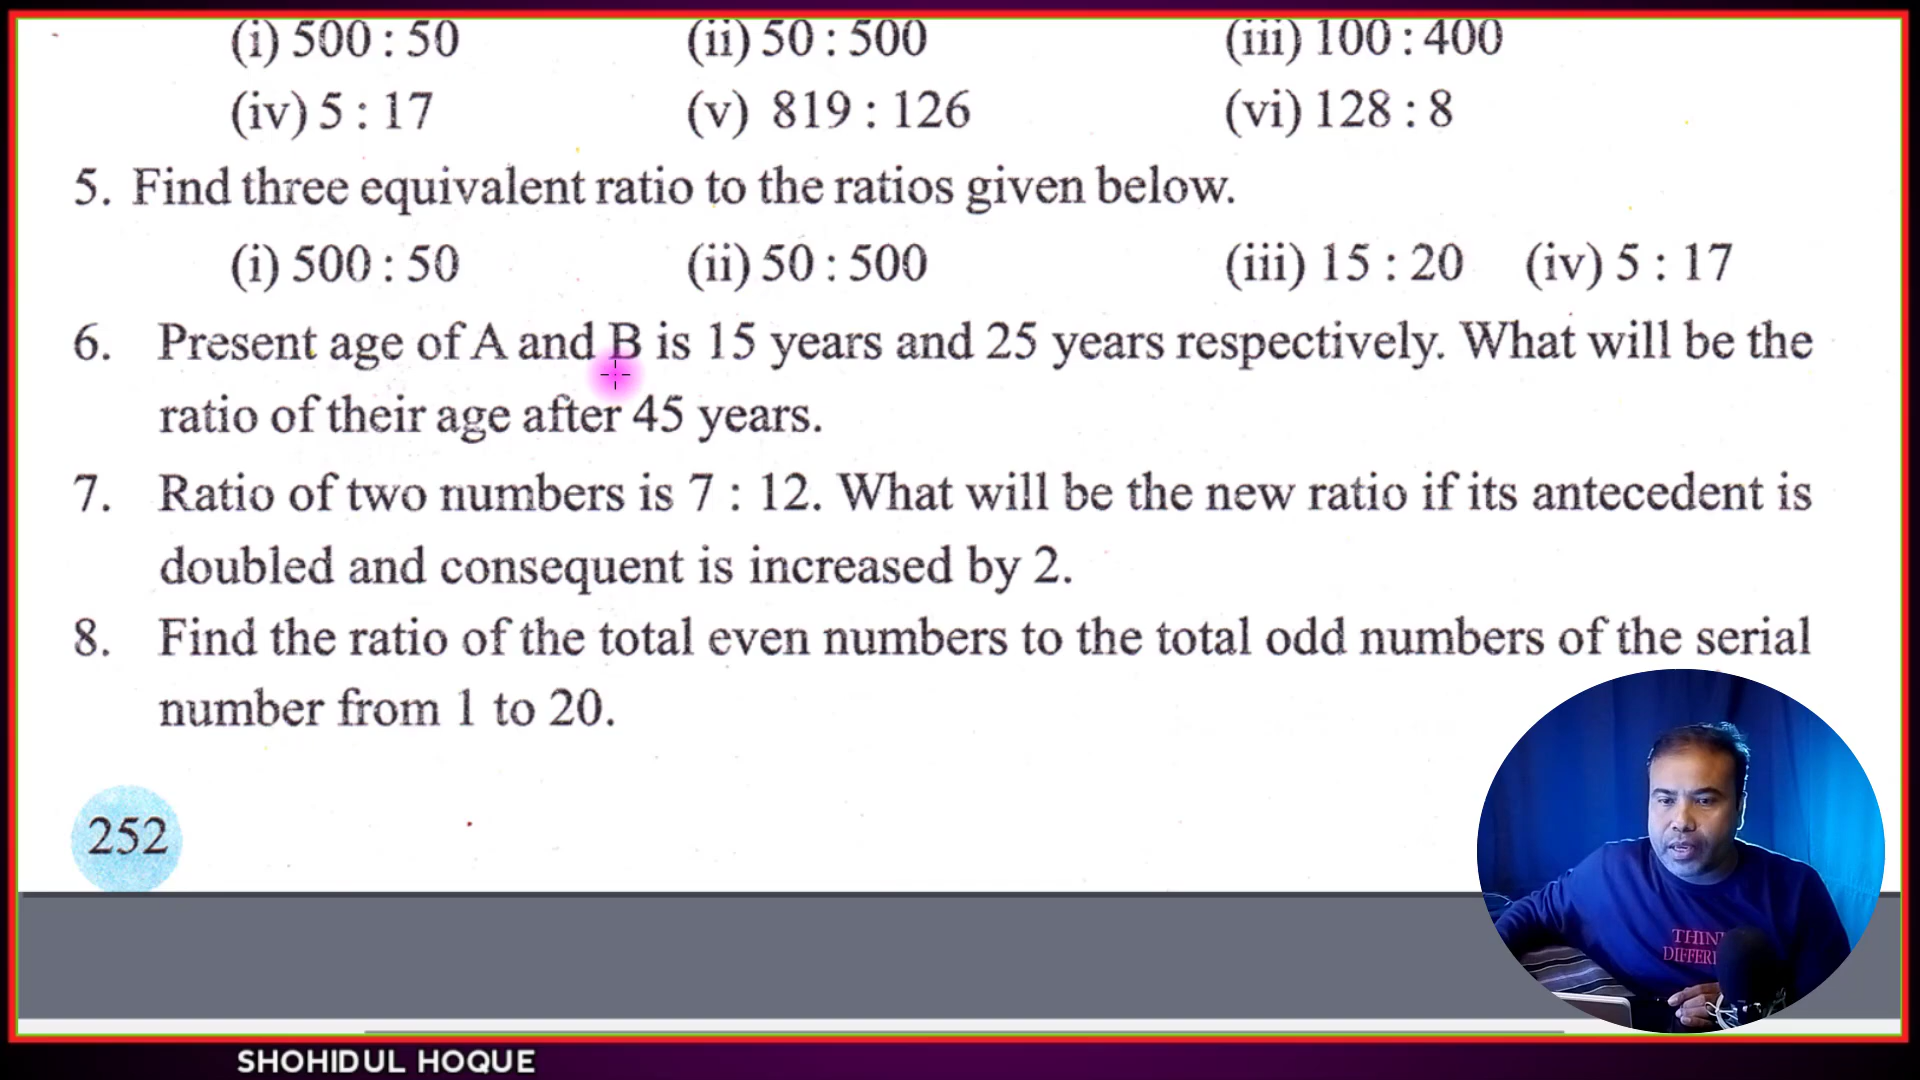 (i) 500 : 50 (ii) 50 : 500 (iii) 100 : 400
(iv) 5 : 17 (v) 819 : 126 (vi) 128 : 8
5. Find three equivalent ratio to the ratios given below.
(i) 500 : 50 (ii) 50 : 500 (iii) 15 : 20 (iv) 5 : 17
6. Present age of A and B is 15 years and 25 years respectively. What will be the
ratio of their age after 45 years.
7. Ratio of two numbers is 7 : 12. What will be the new ratio if its antecedent is
doubled and consequent is increased by 2.
8. Find the ratio of the total even numbers to the total odd numbers of the serial
number from 1 to 20.
252
SHOHIDUL HOQUE